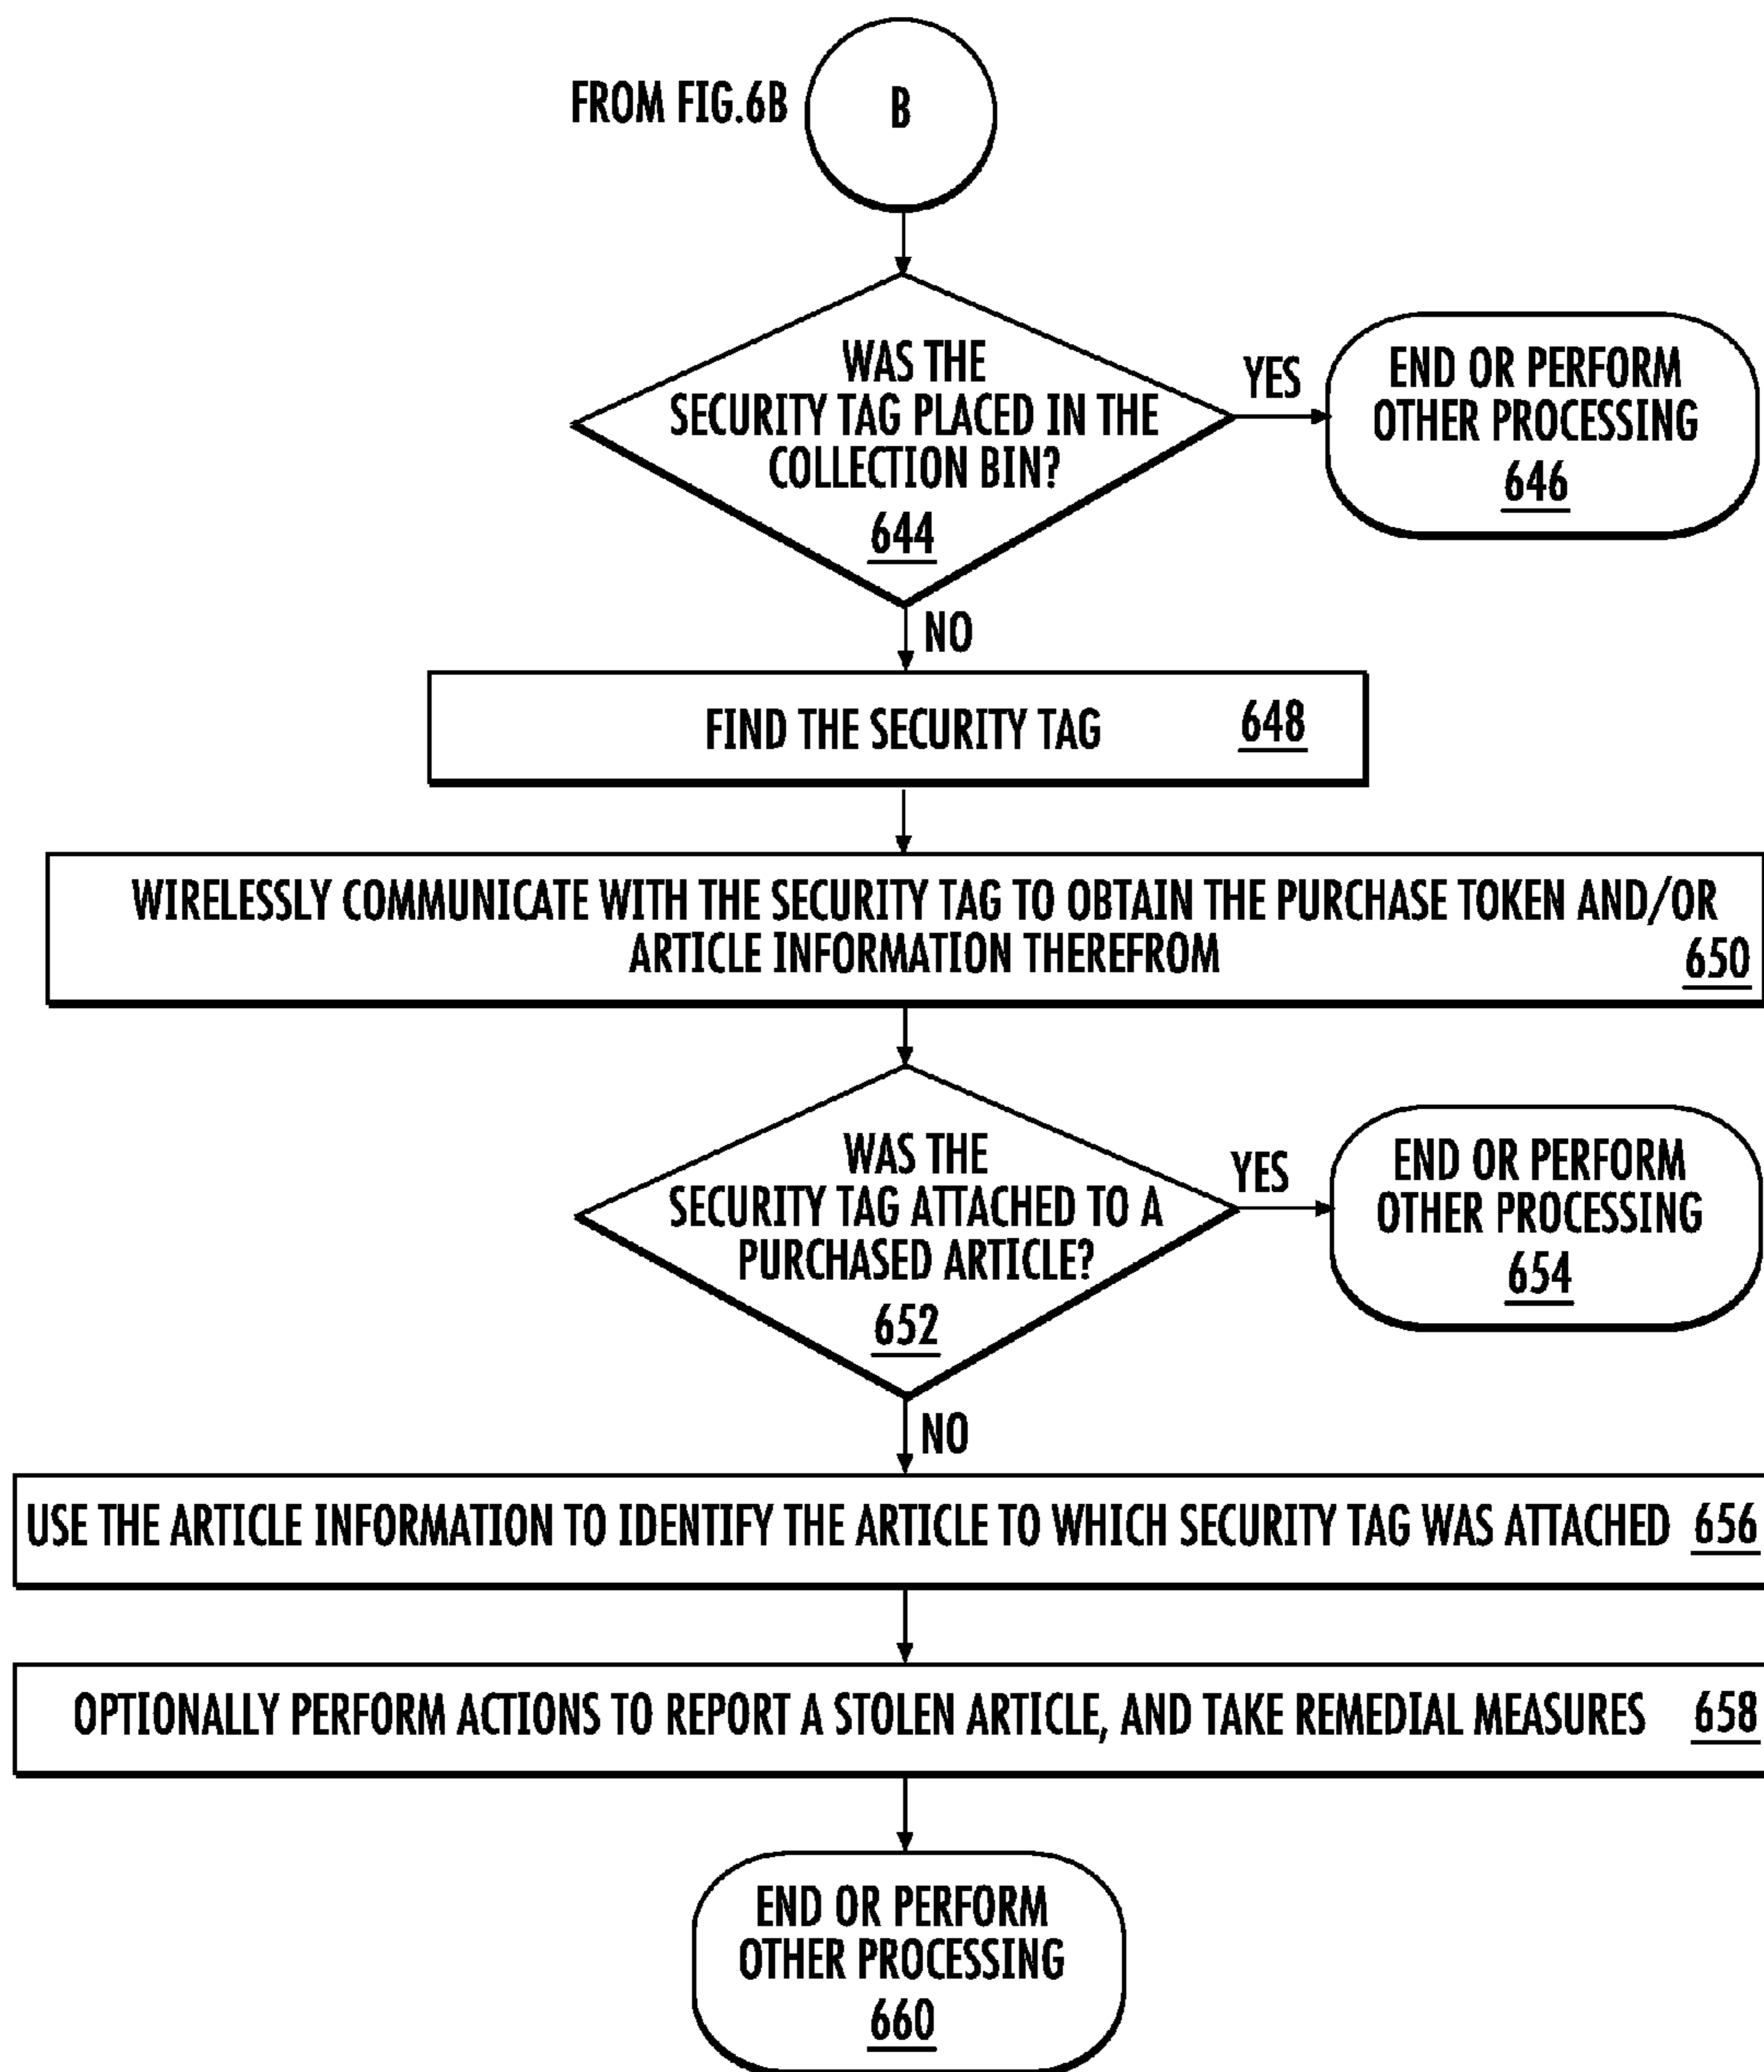 FROM FIG.6B
B
WAS THE
SECURITY TAG PLACED IN THE
COLLECTION BIN?
644
YES
END OR PERFORM
OTHER PROCESSING
646
NO
FIND THE SECURITY TAG 648
WIRELESSLY COMMUNICATE WITH THE SECURITY TAG TO OBTAIN THE PURCHASE TOKEN AND/OR
ARTICLE INFORMATION THEREFROM 650
WAS THE
SECURITY TAG ATTACHED TO A
PURCHASED ARTICLE?
652
YES
END OR PERFORM
OTHER PROCESSING
654
NO
USE THE ARTICLE INFORMATION TO IDENTIFY THE ARTICLE TO WHICH SECURITY TAG WAS ATTACHED 656
OPTIONALLY PERFORM ACTIONS TO REPORT A STOLEN ARTICLE, AND TAKE REMEDIAL MEASURES 658
END OR PERFORM
OTHER PROCESSING
660